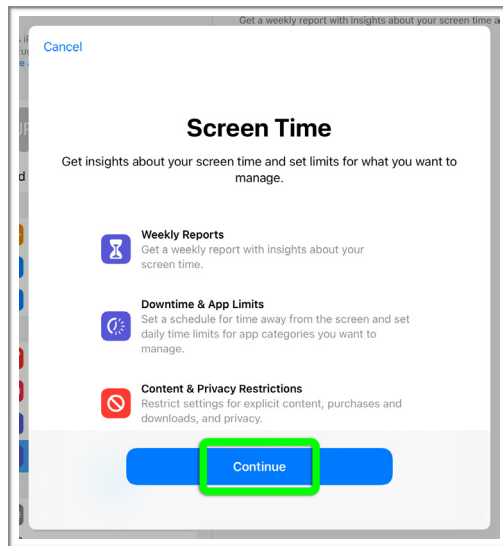 Get a weekly report with insights about your screen time a
Cancel
Screen Time
Get insights about your screen time and set limits for what you want to
manage.
Weekly Reports
Get a weekly report with insights about your
screen time.
Downtime & App Limits
Set a schedule for time away from the screen and set
daily time limits for app categories you want to
manage.
Content & Privacy Restrictions
Restrict settings for explicit content, purchases and
downloads, and privacy.
Continue